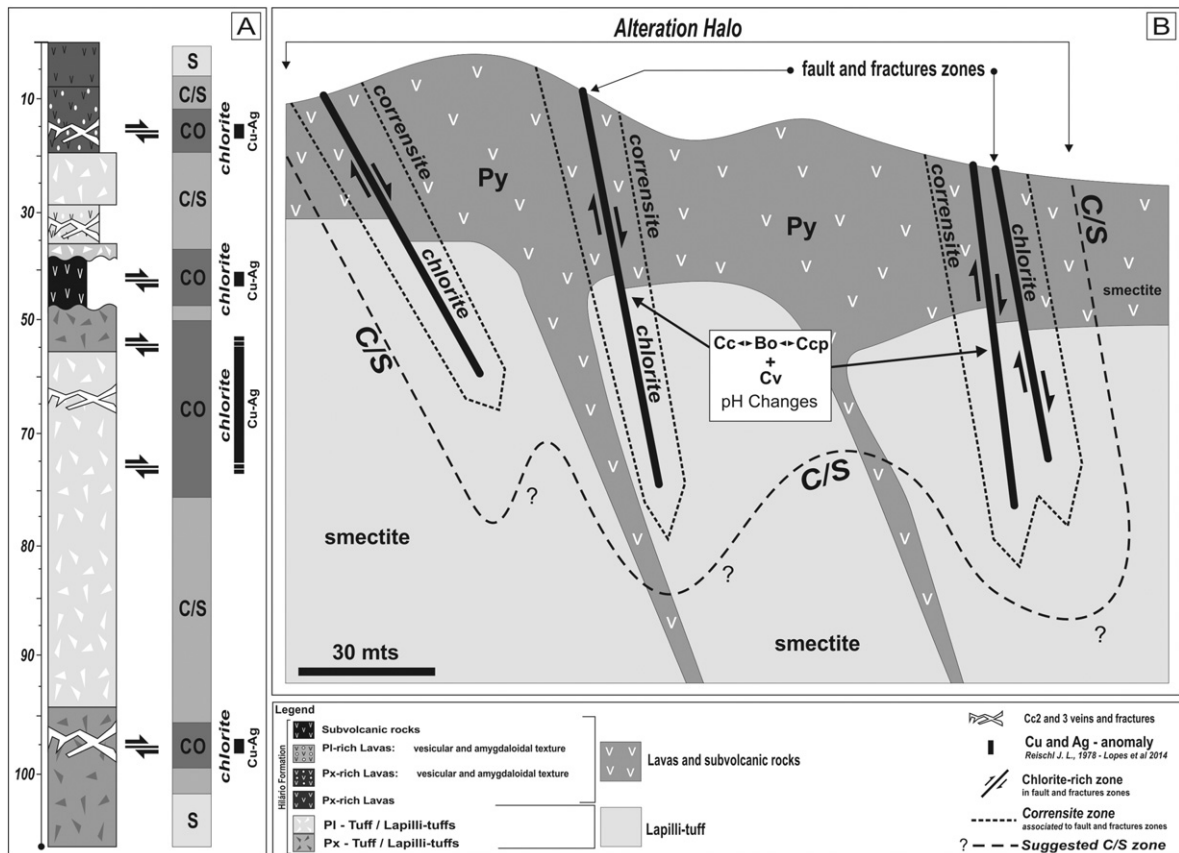 A
10
30
50
70
80
90
100
S
C/S
CO
C/S
CO
CO
C/S
CO
S
chlorite
Cu-Ag
chlorite
Cu-Ag
chlorite
Cu-Ag
chlorite
Cu-Ag
B
Alteration Halo
fault and fractures zones
corrensite
chlorite
Py
corrensite
chlorite
Py
corrensite
chlorite
C/S
smectite
C/S
Cc◄►Bo◄►Ccp
+
Cv
pH Changes
C/S
?
?
?
?
smectite
smectite
30 mts
Legend
Hilário Formation
Subvolcanic rocks
Pl-rich Lavas: vesicular and amygdaloidal texture
Px-rich Lavas: vesicular and amygdaloidal texture
Px-rich Lavas
Pl - Tuff / Lapilli-tuffs
Px - Tuff / Lapilli-tuffs
Lavas and subvolcanic rocks
Lapilli-tuff
Cc2 and 3 veins and fractures
Cu and Ag - anomaly
Reischl J. L., 1978 - Lopes et al 2014
Chlorite-rich zone
in fault and fractures zones
Corrensite zone
associated to fault and fractures zones
? Suggested C/S zone